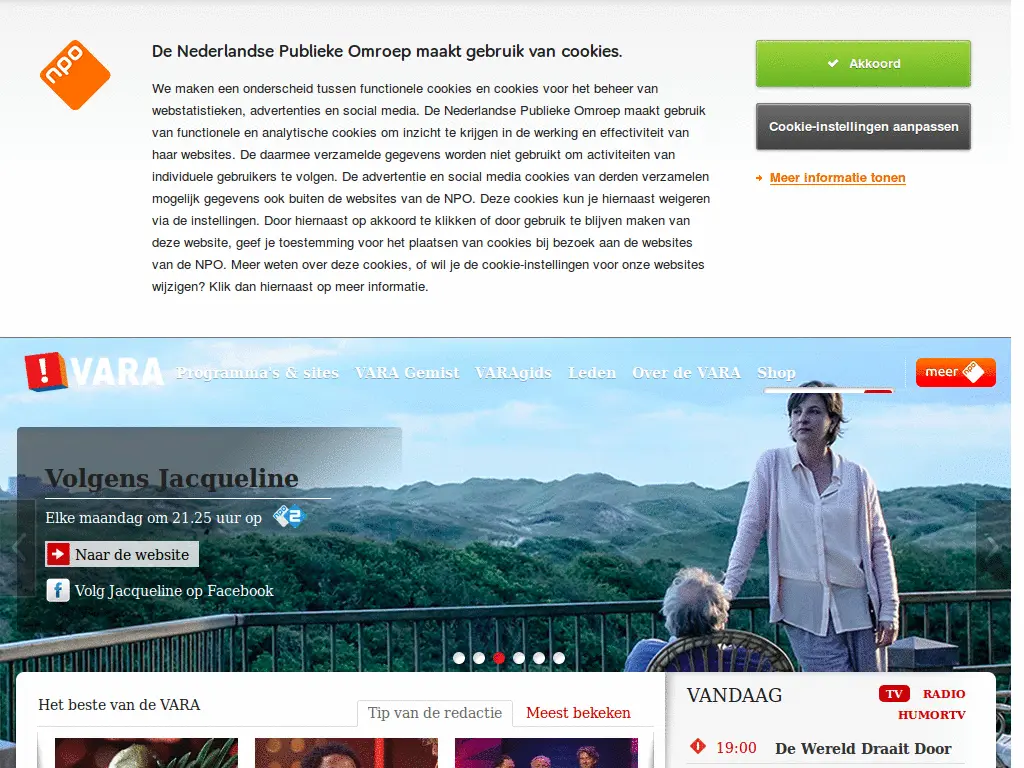 npo
De Nederlandse Publieke Omroep maakt gebruik van cookies.
We maken een onderscheid tussen functionele cookies en cookies voor het beheer van
webstatistieken, advertenties en social media. De Nederlandse Publieke Omroep maakt gebruik
van functionele en analytische cookies om inzicht te krijgen in de werking en effectiviteit van
haar websites. De daarmee verzamelde gegevens worden niet gebruikt om activiteiten van
individuele gebruikers te volgen. De advertentie en social media cookies van derden verzamelen
mogelijk gegevens ook buiten de websites van de NPO. Deze cookies kun je hiernaast weigeren
via de instellingen. Door hiernaast op akkoord te klikken of door gebruik te blijven maken van
deze website, geef je toestemming voor het plaatsen van cookies bij bezoek aan de websites
van de NPO. Meer weten over deze cookies, of wil je de cookie-instellingen voor onze websites
wijzigen? Klik dan hiernaast op meer informatie.
Akkoord
Cookie-instellingen aanpassen
Meer informatie tonen
! VARA
Programma's & sites VARA Gemist VARAgids Leden Over de VARA Shop
meer npo
Volgens Jacqueline
Elke maandag om 21.25 uur op npo 2
Naar de website
f Volg Jacqueline op Facebook
Het beste van de VARA
Tip van de redactie Meest bekeken
VANDAAG
TV RADIO
HUMORTV
19:00 De Wereld Draait Door